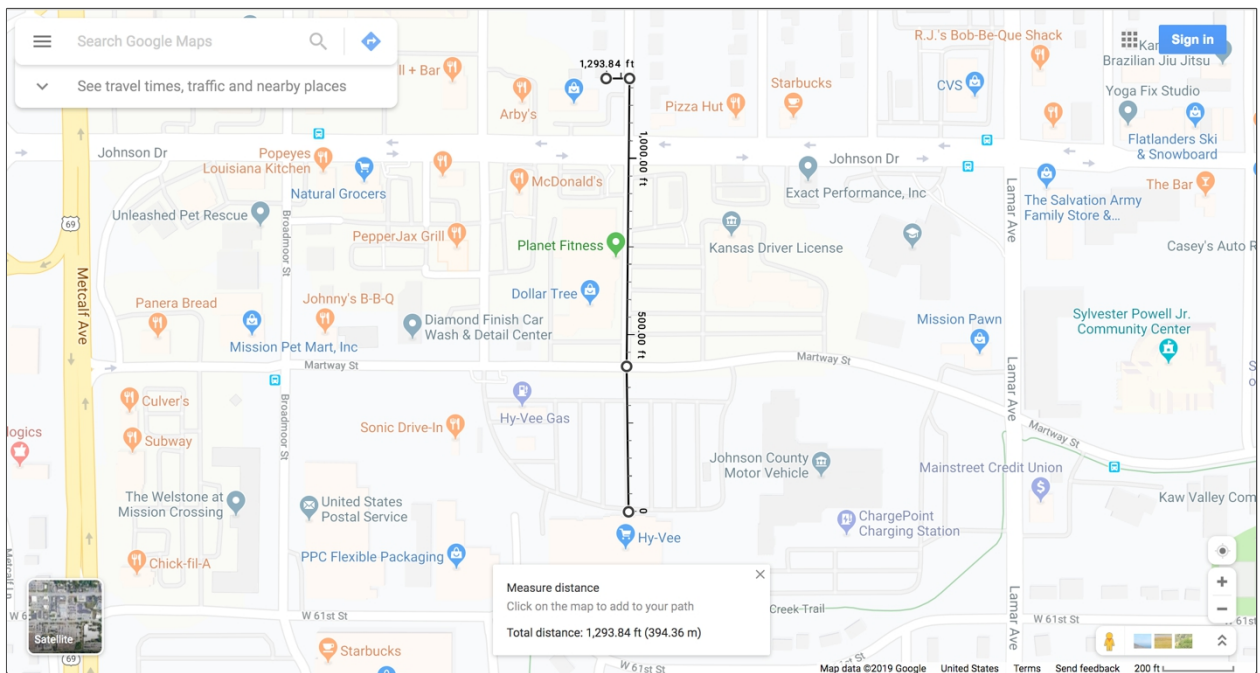 Search Google Maps
See travel times, traffic and nearby places
Sign in
1,293.84 ft
ll + Bar
Arby's
Pizza Hut
Starbucks
R.J.'s Bob-Be-Que Shack
CVS
Brazilian Jiu Jitsu
Yoga Fix Studio
Flatlanders Ski
& Snowboard
Johnson Dr
Popeyes
Louisiana Kitchen
Natural Grocers
McDonald's
1,000.00 ft
Johnson Dr
Exact Performance, Inc
Lamar Ave
The Salvation Army
Family Store &...
The Bar
Unleashed Pet Rescue
Broadmoor St
69
PepperJax Grill
Planet Fitness
Kansas Driver License
Casey's Auto R
Metcalf Ave
Panera Bread
Johnny's B-B-Q
Dollar Tree
Diamond Finish Car
Wash & Detail Center
Mission Pet Mart, Inc
500.00 ft
Mission Pawn
Sylvester Powell Jr.
Community Center
Martway St
Martway St
Lamar Ave
Culver's
Subway
Broadmoor St
Sonic Drive-In
Hy-Vee Gas
Martway St
logics
Johnson County
Motor Vehicle
Mainstreet Credit Union
The Welstone at
Mission Crossing
United States
Postal Service
0
ChargePoint
Charging Station
Kaw Valley Com
Hy-Vee
PPC Flexible Packaging
Chick-fil-A
Measure distance
Click on the map to add to your path
Total distance: 1,293.84 ft (394.36 m)
Creek Trail
Lamar Ave
W 61st St
Satellite
69
Starbucks
W 61st St
Map data ©2019 Google
United States
Terms
Send feedback
200 ft